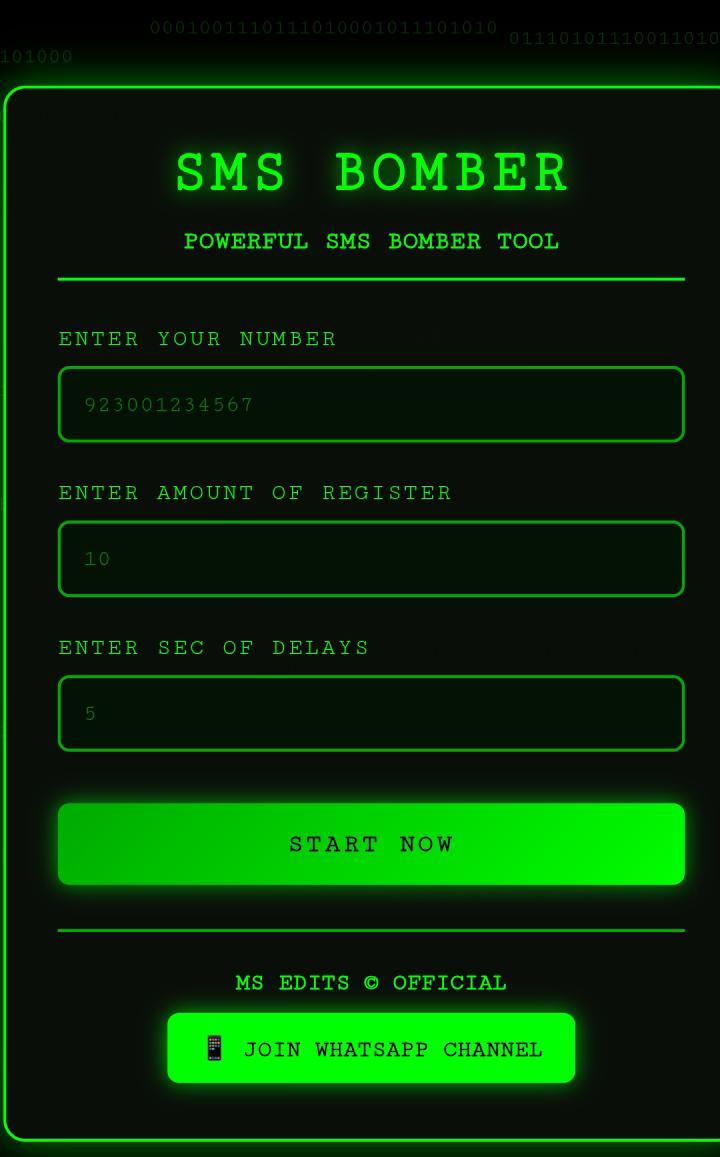 0001001110111010001011101010
01110101110011010
101000
SMS BOMBER
POWERFUL SMS BOMBER TOOL
ENTER YOUR NUMBER
923001234567
ENTER AMOUNT OF REGISTER
10
ENTER SEC OF DELAYS
5
START NOW
MS EDITS © OFFICIAL
📱 JOIN WHATSAPP CHANNEL